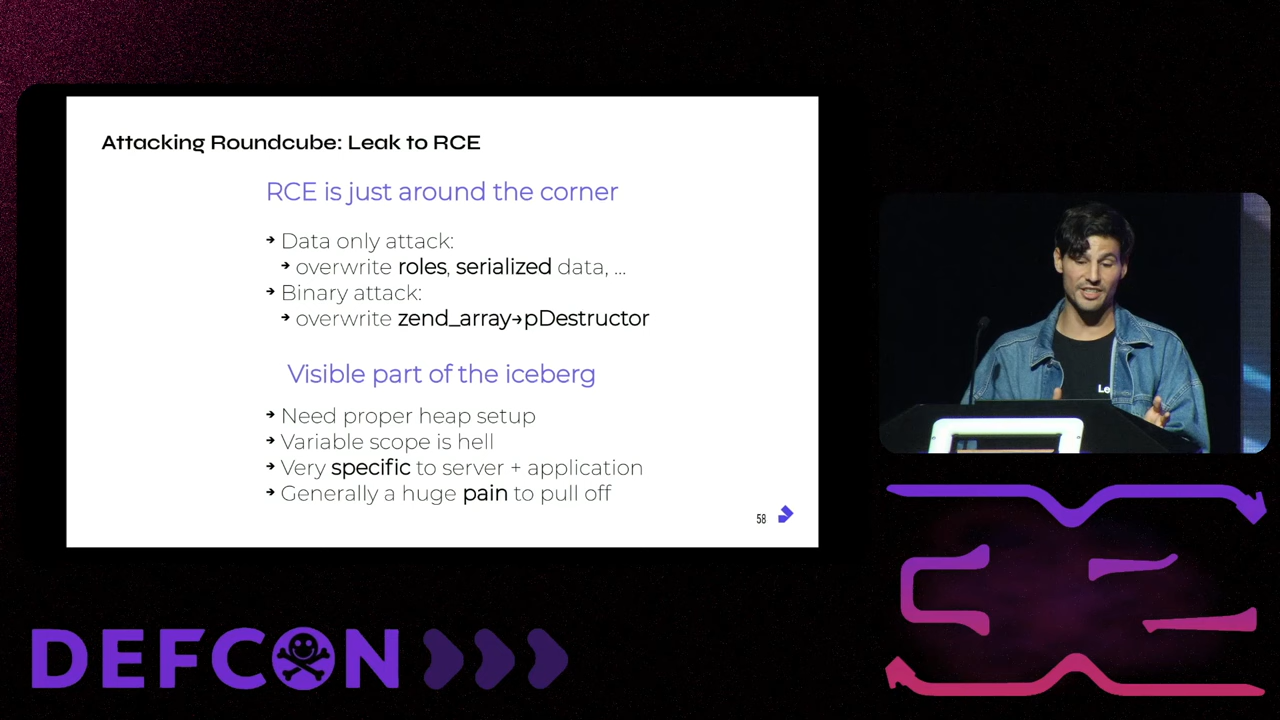 Attacking Roundcube: Leak to RCE
RCE is just around the corner
➔ Data only attack:
➔ overwrite roles, serialized data, ...
➔ Binary attack:
➔ overwrite zend_array→pDestructor
Visible part of the iceberg
➔ Need proper heap setup
➔ Variable scope is hell
➔ Very specific to server + application
➔ Generally a huge pain to pull off
58
Le
DEFCON